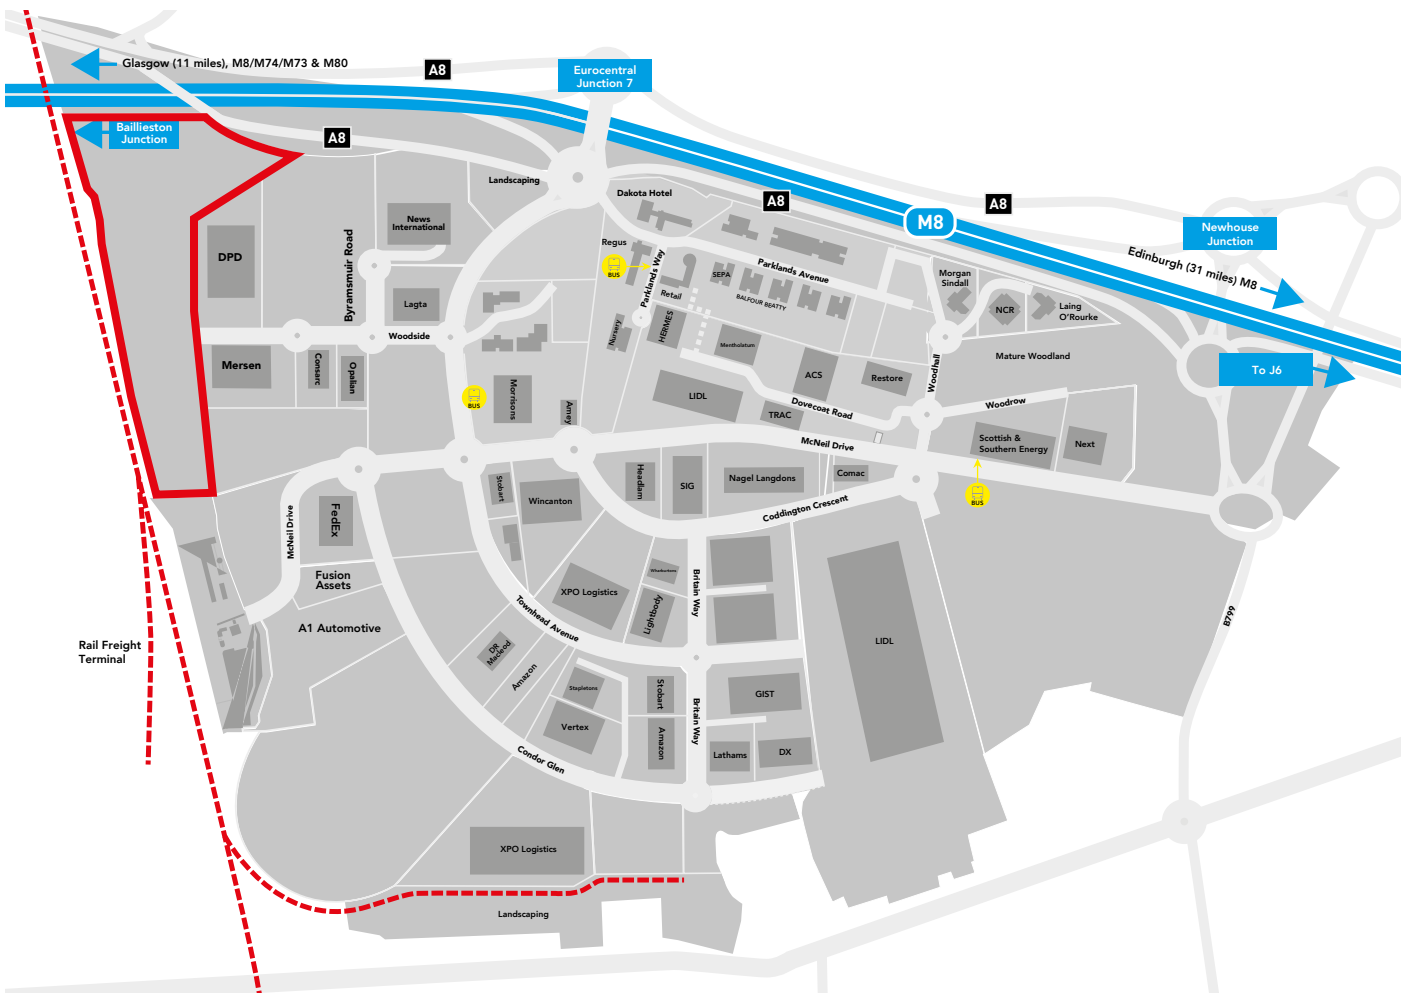 Glasgow (11 miles), M8/M74/M73 & M80
A8
Eurocentral
Junction 7
Baillieston
Junction
A8
Landscaping
Dakota Hotel
A8
A8
M8
Newhouse
Junction
Edinburgh (31 miles) M8
To J6
News
International
DPD
Byramsmuir Road
Lagta
Woodside
Mersen
Consarc
Opalian
Regus
BUS
Parklands Way
Retail
SEPA
Parklands Avenue
BALFOUR BEATTY
Nursery
HERMES
Mentholatum
Morgan
Sindall
NCR
Laing
O'Rourke
Mature Woodland
Woodhall
ACS
Restore
LIDL
TRAC
Dovecoat Road
Woodrow
BUS
Morrisons
Amey
McNeil Drive
Scottish &
Southern Energy
Next
BUS
Stobart
Wincanton
Headlam
SIG
Nagel Langdons
Comac
Coddington Crescent
McNeil Drive
FedEx
Fusion
Assets
A1 Automotive
Rail Freight
Terminal
XPO Logistics
Warburtons
Lightbody
Britain Way
Townhead Avenue
DR
Macleod
Amazon
Stapletons
Vertex
Stobart
Amazon
Britain Way
GIST
Lathams
DX
LIDL
B799
Condor Glen
XPO Logistics
Landscaping